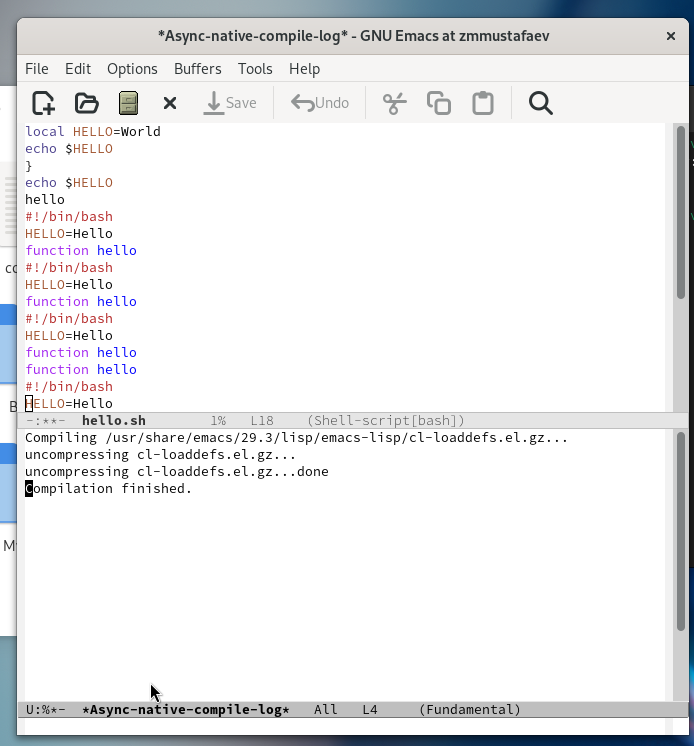 *Async-native-compile-log* - GNU Emacs at zmmustafaev
File Edit Options Buffers Tools Help
Save Undo
local HELLO=World
echo $HELLO
}
echo $HELLO
hello
#!/bin/bash
HELLO=Hello
function hello
#!/bin/bash
HELLO=Hello
function hello
#!/bin/bash
HELLO=Hello
function hello
function hello
#!/bin/bash
HELLO=Hello
-:**- hello.sh 1% L18 (Shell-script[bash])
Compiling /usr/share/emacs/29.3/lisp/emacs-lisp/cl-loaddefs.el.gz...
uncompressing cl-loaddefs.el.gz...
uncompressing cl-loaddefs.el.gz...done
Compilation finished.
U:%*- *Async-native-compile-log* All L4 (Fundamental)